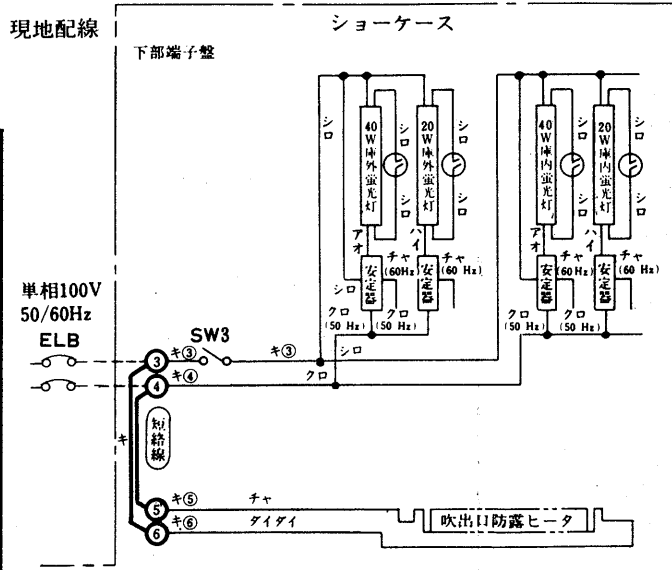 現地配線
ショーケース
下部端子盤
シロ
40W庫外蛍光灯
シロ
シロ
20W庫外蛍光灯
シロ
シロ
40W庫内蛍光灯
シロ
シロ
20W庫内蛍光灯
シロ
シロ
アオ
ハイ
アオ
ハイ
シロ
安定器
チャ
(60Hz)
安定器
チャ
(60 Hz)
安定器
チャ
(60Hz)
安定器
チャ
(60 Hz)
クロ
(50 Hz)
クロ
(50 Hz)
クロ
(50 Hz)
クロ
(50 Hz)
単相100V
50/60Hz
ELB
SW3
③ キ③ キ③ シロ
④ キ④ クロ
キ
短絡線
⑤ キ⑤ チャ
⑥ キ⑥ ダイダイ
吹出口防露ヒータ